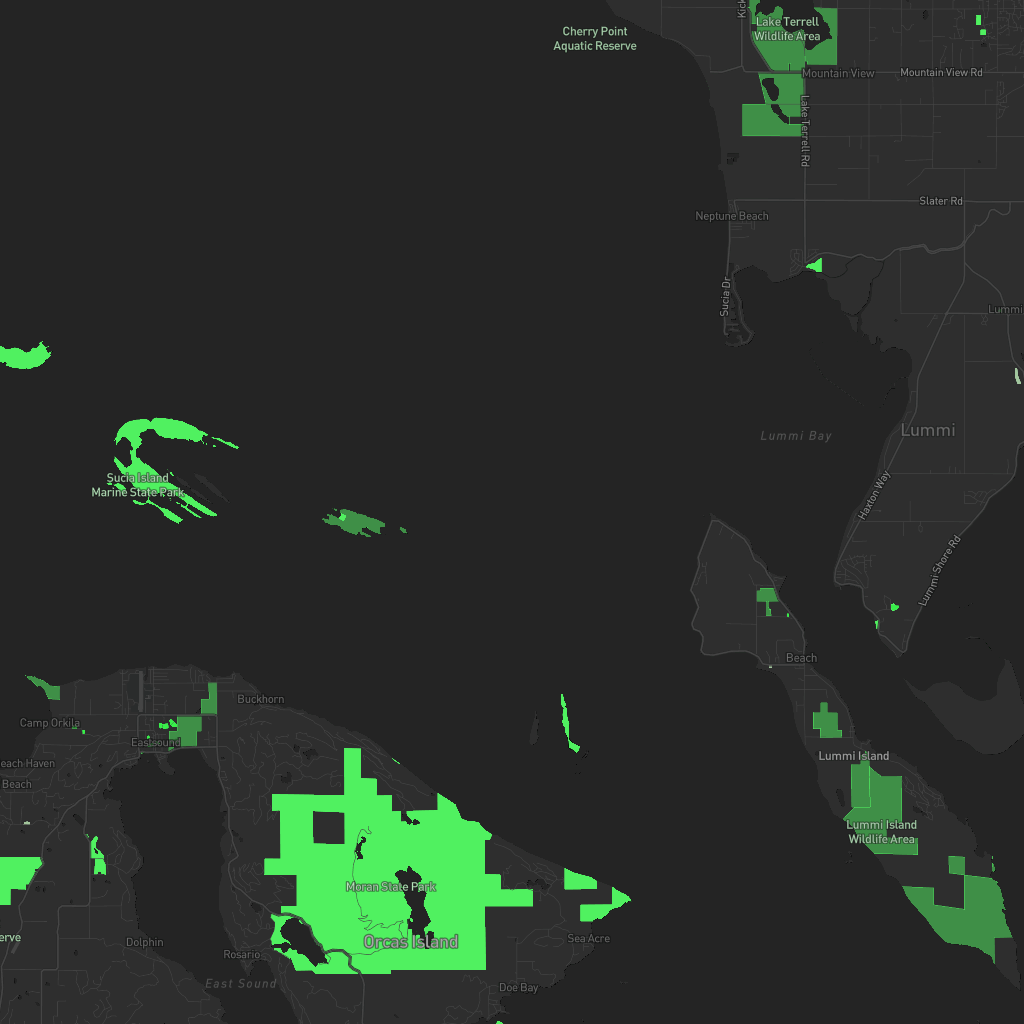 Kick
Lake Terrell
Wildlife Area
Cherry Point
Aquatic Reserve
Mountain View
Mountain View Rd
Lake Terrell Rd
Slater Rd
Neptune Beach
Sucia Dr
Lummi
Lummi Bay
Lummi
Sucia Island
Marine State Park
Haxton Way
Lummi Shore Rd
Beach
Buckhorn
Camp Orkila
Eastsound
Lummi Island
each Haven
Beach
Lummi Island
Wildlife Area
Moran State Park
erve
Dolphin
Orcas Island
Sea Acre
Rosario
East Sound
Doe Bay